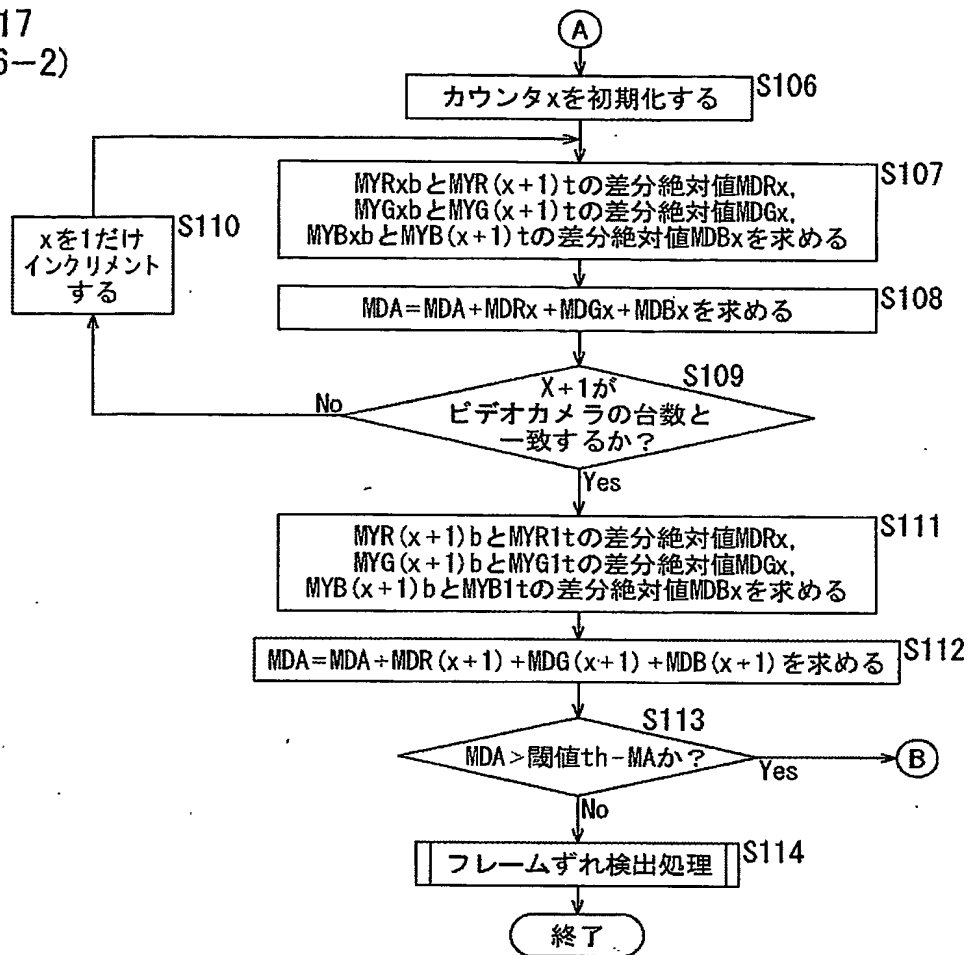 17
6-2)
A
カウンタxを初期化する
S106
MYRxbとMYR(x+1)tの差分絶対値MDRx,
MYGxbとMYG(x+1)tの差分絶対値MDGx,
MYBxbとMYB(x+1)tの差分絶対値MDBxを求める
S107
xを1だけ
インクリメント
する
S110
MDA=MDA+MDRx+MDGx+MDBxを求める
S108
X+1が
ビデオカメラの台数と
一致するか?
S109
No
Yes
MYR(x+1)bとMYR1tの差分絶対値MDRx,
MYG(x+1)bとMYG1tの差分絶対値MDGx,
MYB(x+1)bとMYB1tの差分絶対値MDBxを求める
S111
MDA=MDA+MDR(x+1)+MDG(x+1)+MDB(x+1)を求める
S112
S113
MDA>閾値th-MAか?
Yes
B
No
フレームずれ検出処理
S114
終了